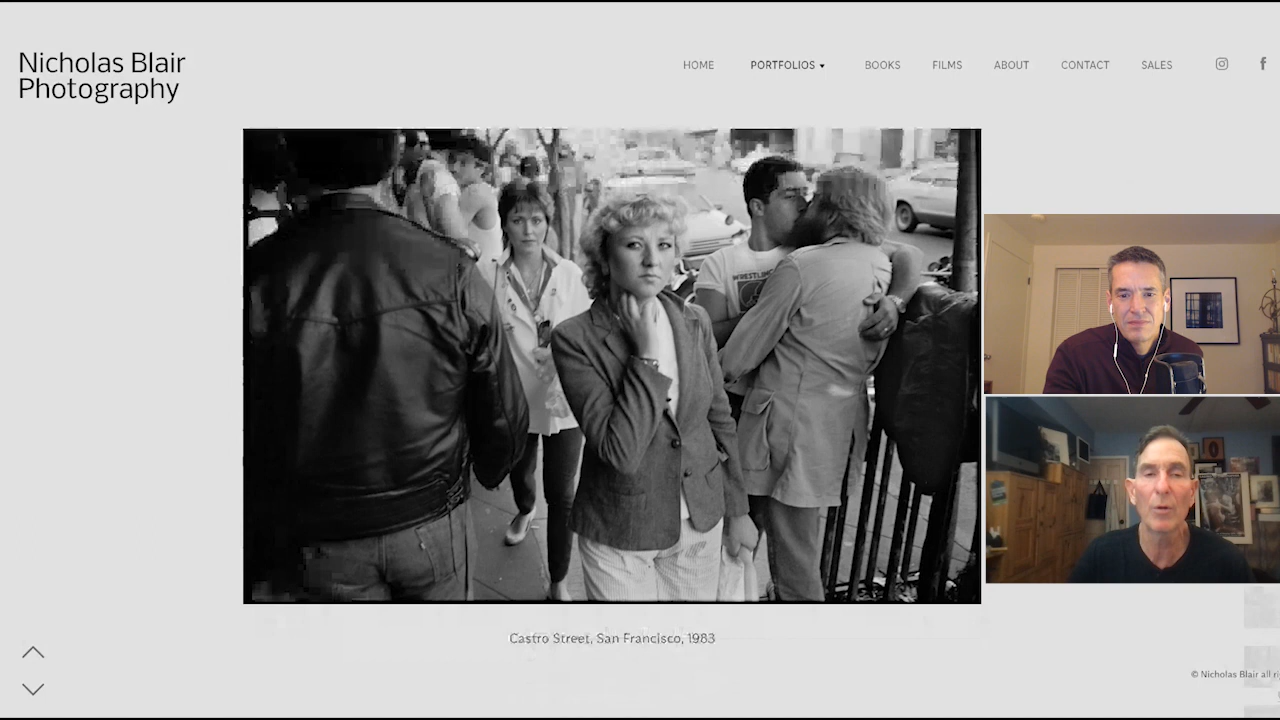 Nicholas Blair
Photography
HOME PORTFOLIOS BOOKS FILMS ABOUT CONTACT SALES
WRESTLING
Castro Street, San Francisco, 1983
© Nicholas Blair all ri